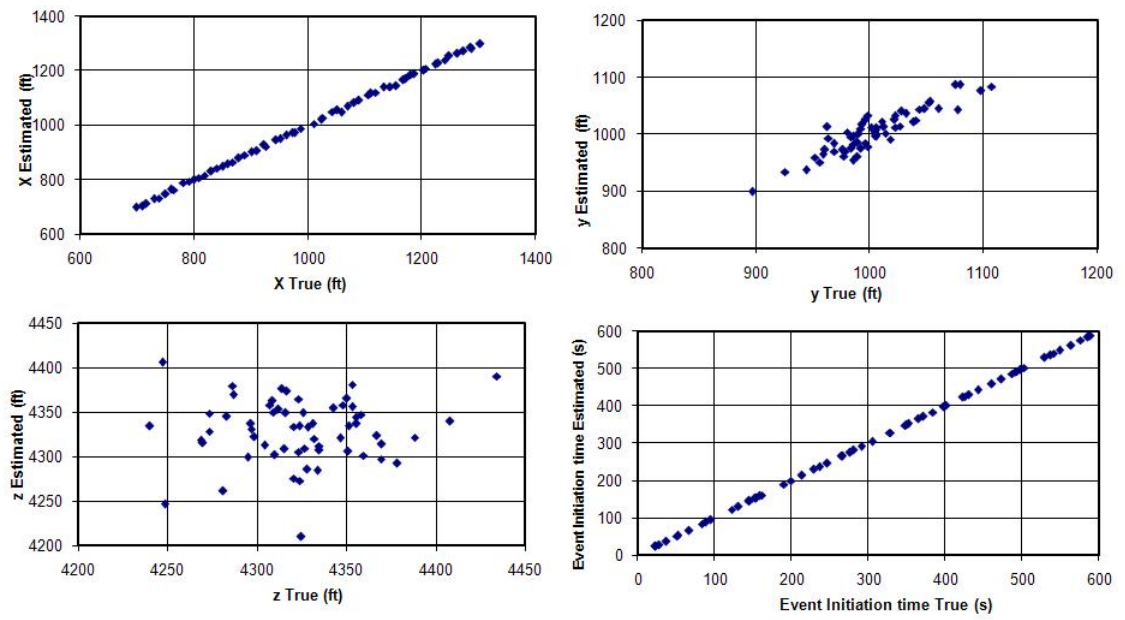 1400
1200
1000
800
600
X Estimated (ft)
600 800 1000 1200 1400
X True (ft)
1200
1100
1000
900
800
y Estimated (ft)
800 900 1000 1100 1200
y True (ft)
4450
4400
4350
4300
4250
4200
z Estimated (ft)
4200 4250 4300 4350 4400 4450
z True (ft)
600
500
400
300
200
100
0
Event Initiation time Estimated (s)
0 100 200 300 400 500 600
Event Initiation time True (s)